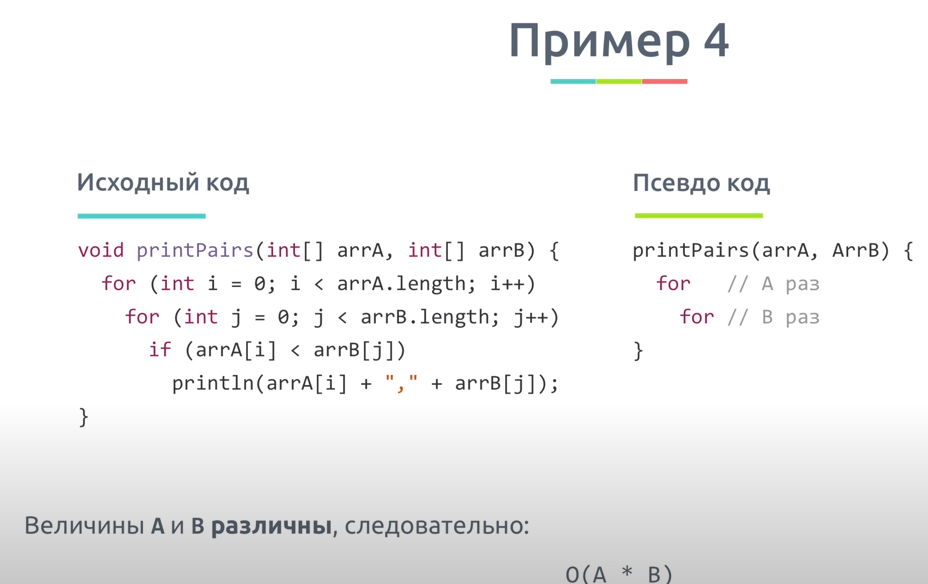 Пример 4
Исходный код
void printPairs(int[] arrA, int[] arrB) {
for (int i = 0; i < arrA.length; i++)
for (int j = 0; j < arrB.length; j++)
if (arrA[i] < arrB[j])
println(arrA[i] + "," + arrB[j]);
}
Псевдо код
printPairs(arrA, ArrB) {
for // A раз
for // B раз
}
Величины A и B различны, следовательно:
O(A * B)